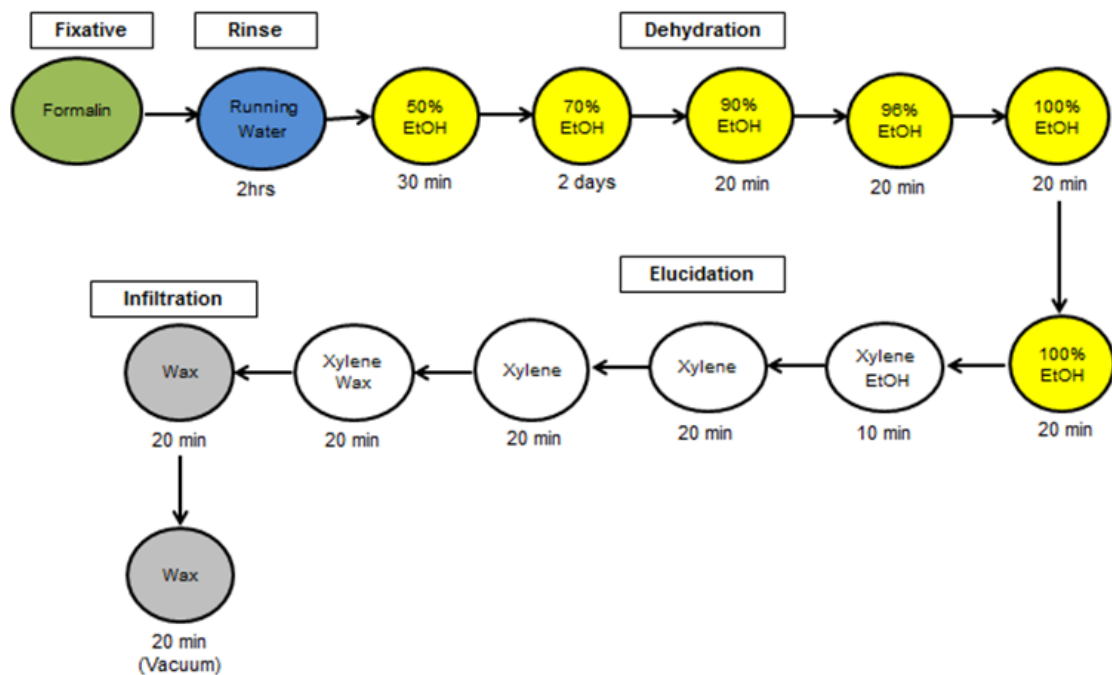 Fixative
Rinse
Dehydration
Formalin
Running
Water
50%
EtOH
70%
EtOH
90%
EtOH
96%
EtOH
100%
EtOH
2hrs
30 min
2 days
20 min
20 min
20 min
Infiltration
Elucidation
Wax
Xylene
Wax
Xylene
Xylene
Xylene
EtOH
100%
EtOH
20 min
20 min
20 min
20 min
10 min
20 min
Wax
20 min
(Vacuum)